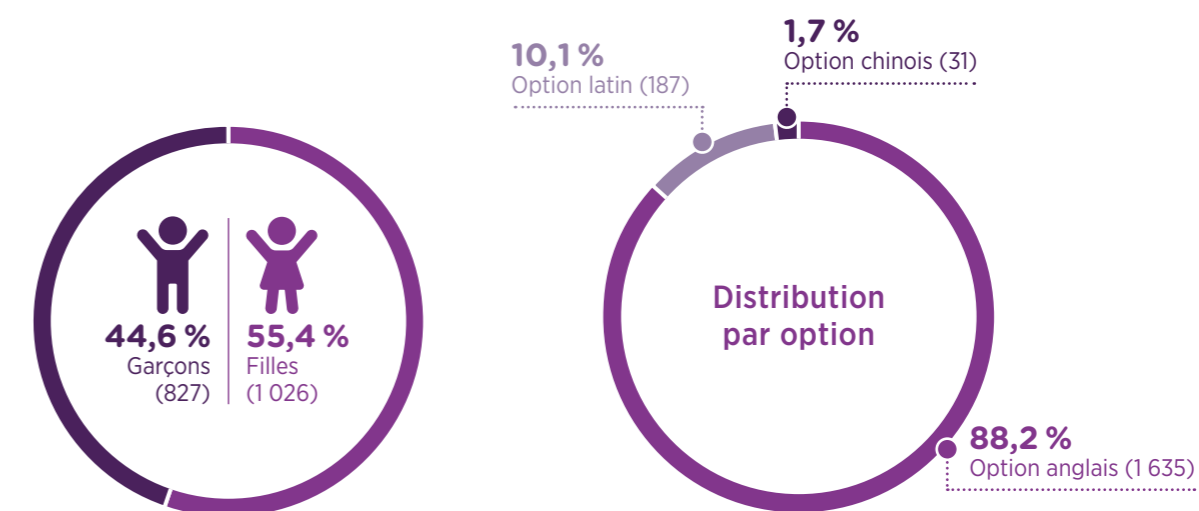 44,6 %
Garçons
(827)
55,4 %
Filles
(1 026)
10,1 %
Option latin (187)
1,7 %
Option chinois (31)
Distribution
par option
88,2 %
Option anglais (1 635)